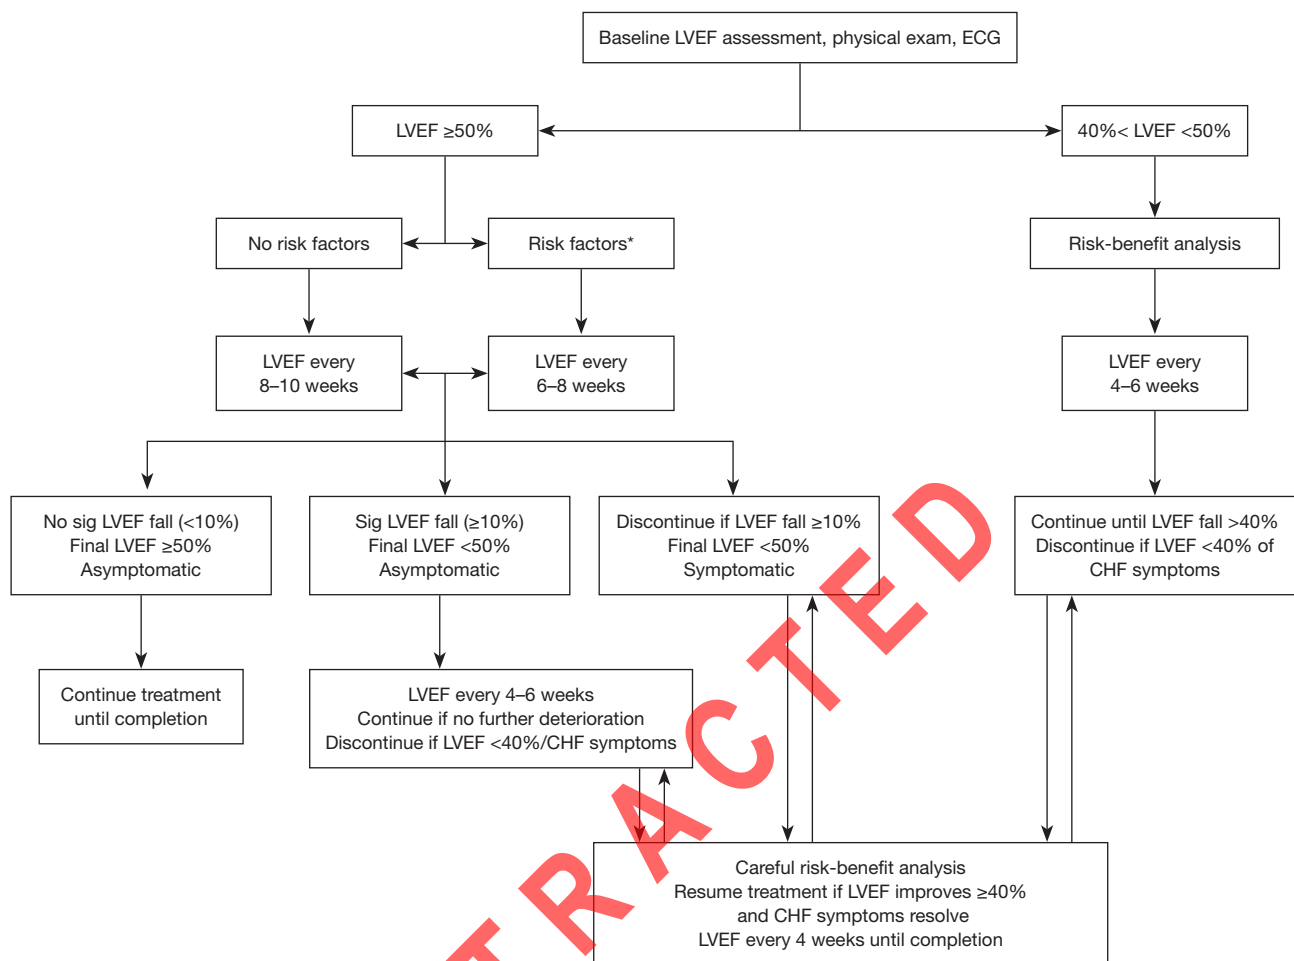 Baseline LVEF assessment, physical exam, ECG
LVEF ≥50%
40%< LVEF <50%
No risk factors
Risk factors*
Risk-benefit analysis
LVEF every
8–10 weeks
LVEF every
6–8 weeks
LVEF every
4–6 weeks
No sig LVEF fall (<10%)
Final LVEF ≥50%
Asymptomatic
Sig LVEF fall (≥10%)
Final LVEF <50%
Asymptomatic
Discontinue if LVEF fall ≥10%
Final LVEF <50%
Symptomatic
Continue until LVEF fall >40%
Discontinue if LVEF <40% of
CHF symptoms
Continue treatment
until completion
LVEF every 4–6 weeks
Continue if no further deterioration
Discontinue if LVEF <40%/CHF symptoms
Careful risk-benefit analysis
Resume treatment if LVEF improves ≥40%
and CHF symptoms resolve
LVEF every 4 weeks until completion
TRACTED